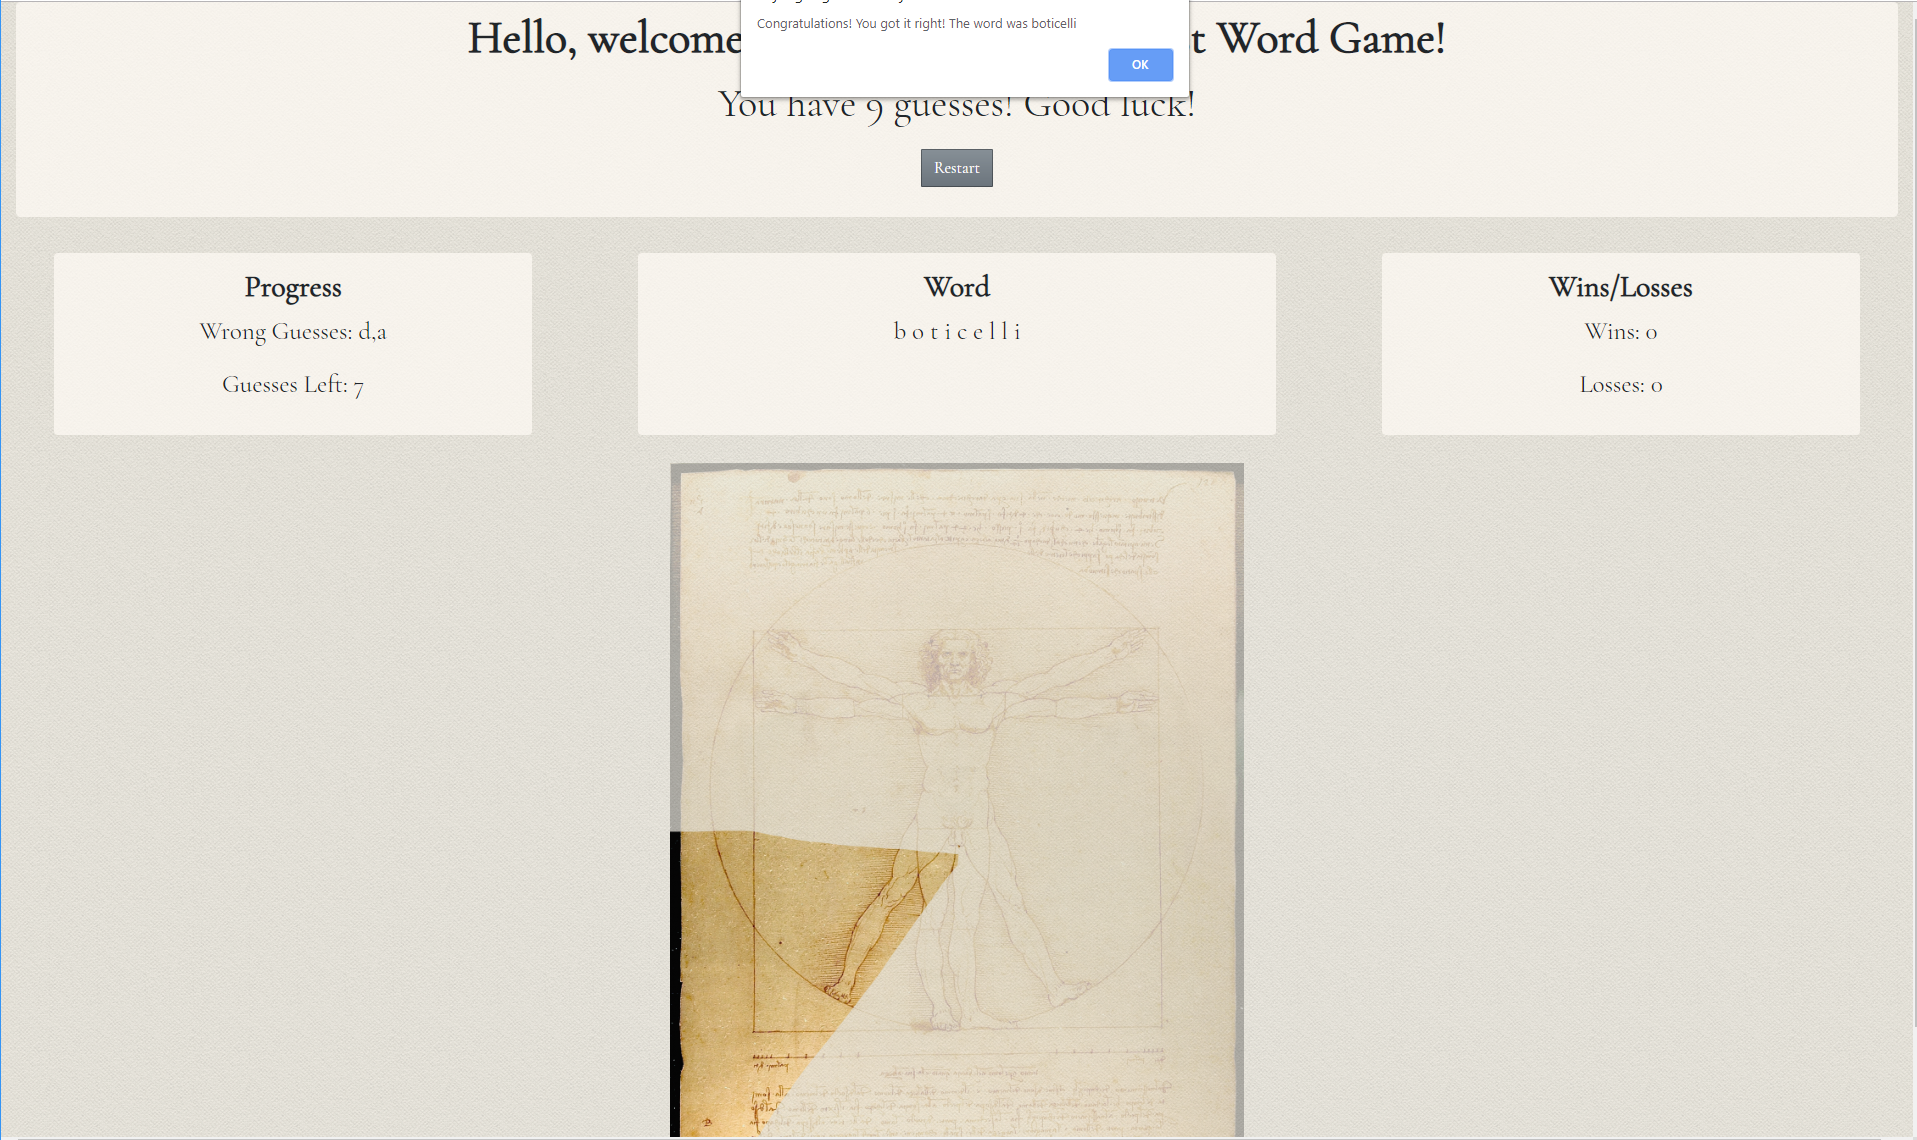 Congratulations! You got it right! The word was boticelli
OK
Hello, welcome t Word Game!
You have 9 guesses! Good luck!
Restart
Progress
Wrong Guesses: d,a
Guesses Left: 7
Word
b o t i c e l l i
Wins/Losses
Wins: 0
Losses: 0